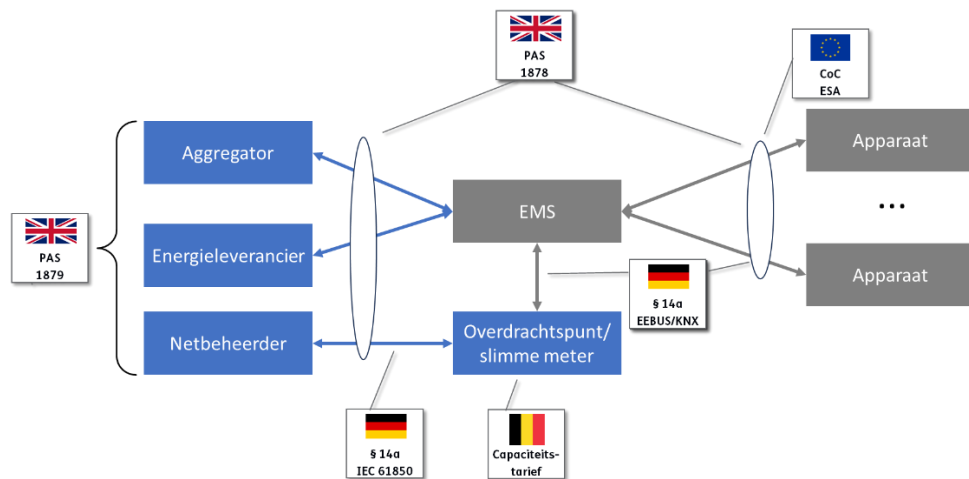 PAS
1878
CoC
ESA
Aggregator
Apparaat
EMS
...
PAS
1879
Energieleverancier
Apparaat
§ 14a
EEBUS/KNX
Netbeheerder
Overdrachtspunt/
slimme meter
§ 14a
IEC 61850
Capaciteits-
tarief